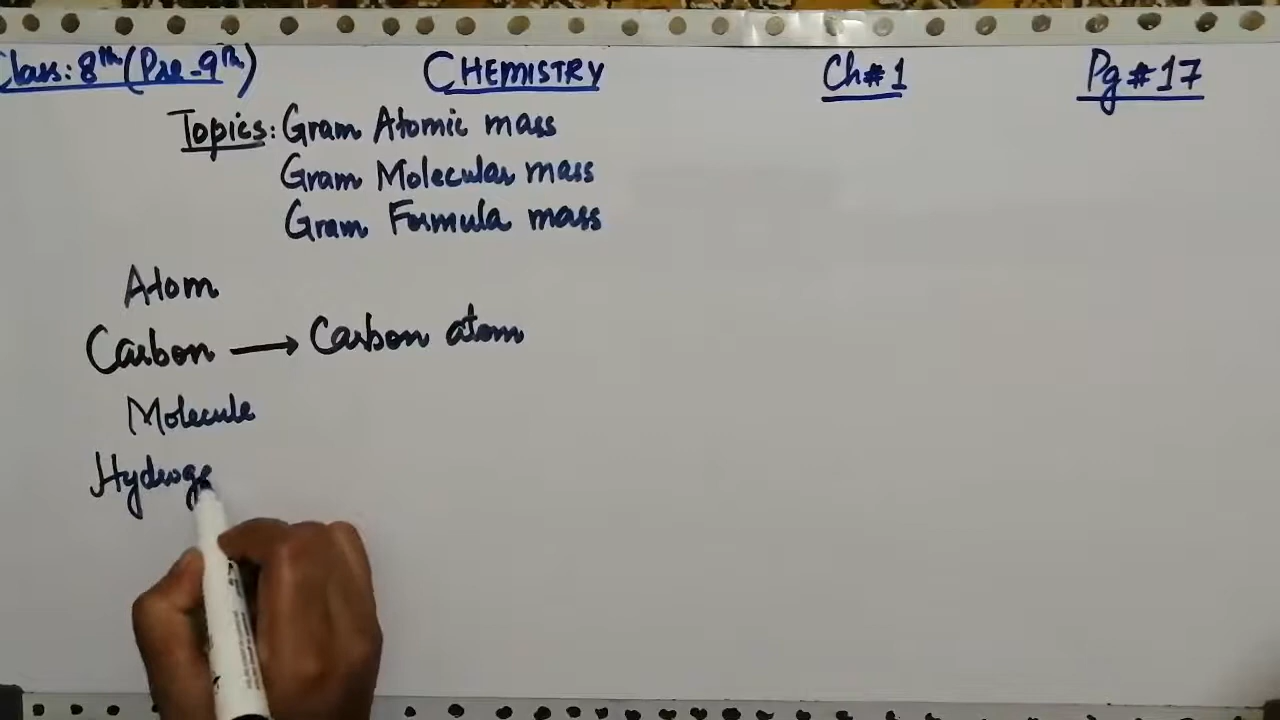 Class: 8th (Pre-9th) CHEMISTRY Ch#1 Pg#17
Topics: Gram Atomic mass
Gram Molecular mass
Gram Formula mass
Atom
Carbon → Carbon atom
Molecule
Hydroge